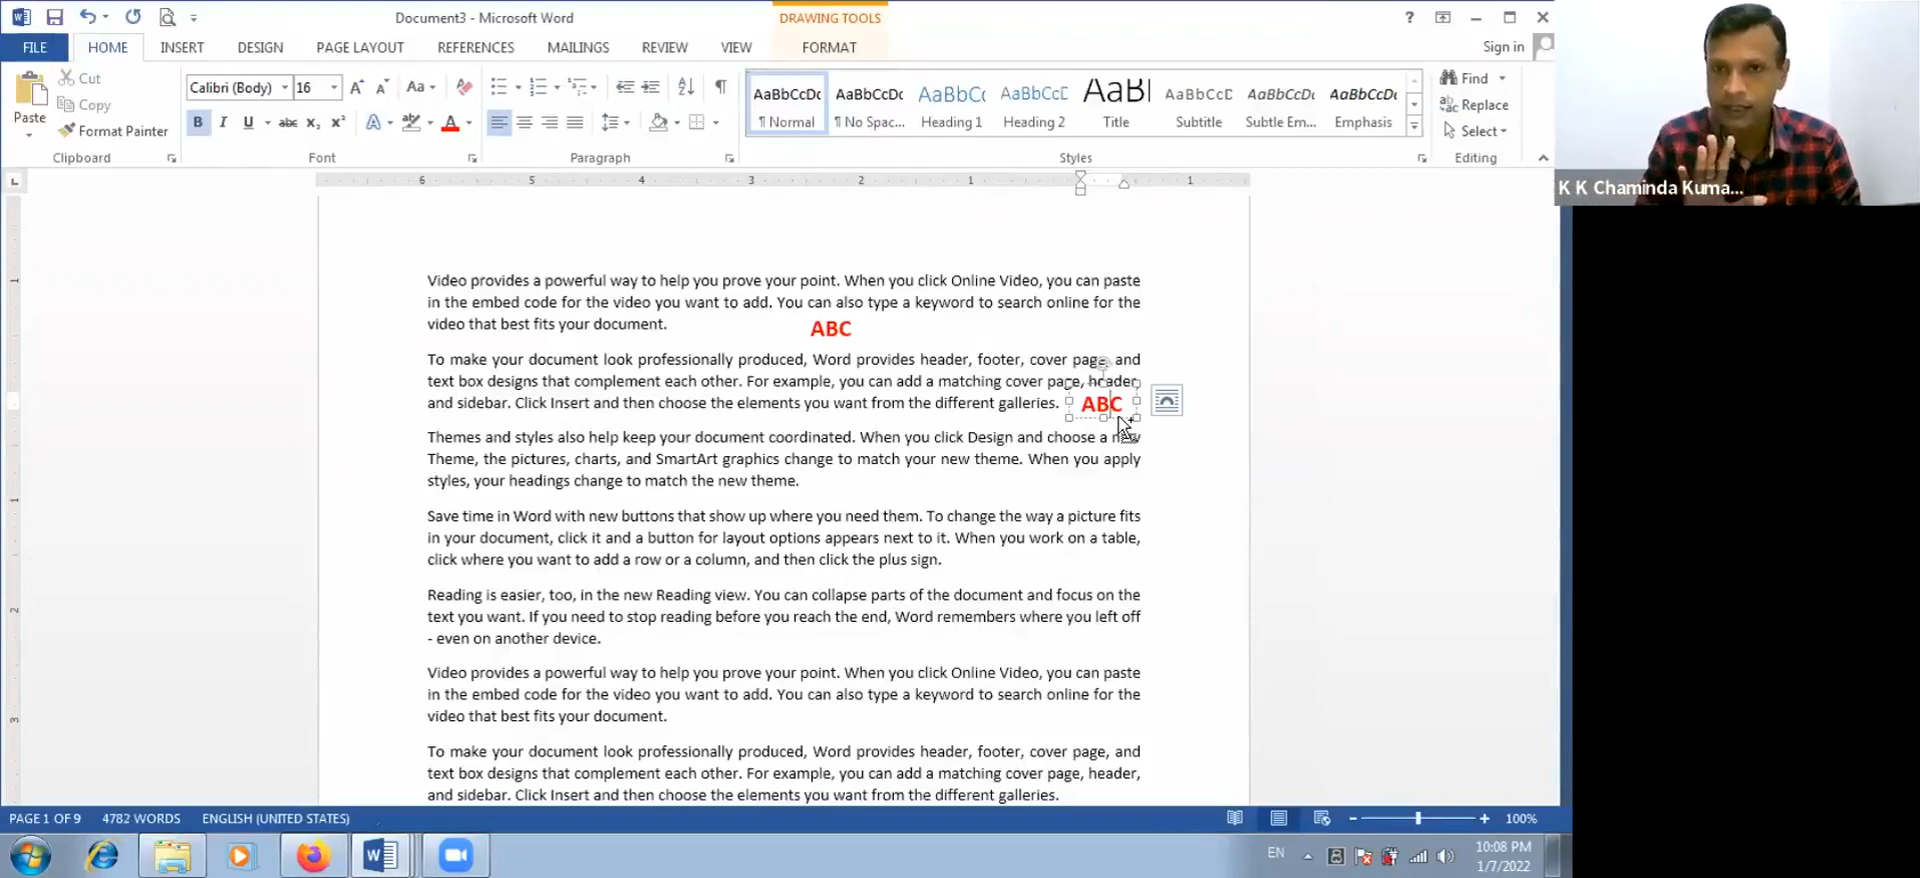 Document3 - Microsoft Word
DRAWING TOOLS
FILE HOME INSERT DESIGN PAGE LAYOUT REFERENCES MAILINGS REVIEW VIEW FORMAT
Sign in
Paste
Cut
Copy
Format Painter
Clipboard
Calibri (Body) 16
Font
Paragraph
AaBbCcDc AaBbCcDc AaBbCc AaBbCcD AaBl AaBbCcD AaBbCcDc AaBbCcDc
¶ Normal ¶ No Spac... Heading 1 Heading 2 Title Subtitle Subtle Em... Emphasis
Styles
Find
Replace
Select
Editing
K K Chaminda Kuma...
6 5 4 3 2 1 1
1
1
2
3
Video provides a powerful way to help you prove your point. When you click Online Video, you can paste
in the embed code for the video you want to add. You can also type a keyword to search online for the
video that best fits your document.
ABC
To make your document look professionally produced, Word provides header, footer, cover page, and
text box designs that complement each other. For example, you can add a matching cover page, header,
and sidebar. Click Insert and then choose the elements you want from the different galleries.
ABC
Themes and styles also help keep your document coordinated. When you click Design and choose a new
Theme, the pictures, charts, and SmartArt graphics change to match your new theme. When you apply
styles, your headings change to match the new theme.
Save time in Word with new buttons that show up where you need them. To change the way a picture fits
in your document, click it and a button for layout options appears next to it. When you work on a table,
click where you want to add a row or a column, and then click the plus sign.
Reading is easier, too, in the new Reading view. You can collapse parts of the document and focus on the
text you want. If you need to stop reading before you reach the end, Word remembers where you left off
- even on another device.
Video provides a powerful way to help you prove your point. When you click Online Video, you can paste
in the embed code for the video you want to add. You can also type a keyword to search online for the
video that best fits your document.
To make your document look professionally produced, Word provides header, footer, cover page, and
text box designs that complement each other. For example, you can add a matching cover page, header,
and sidebar. Click Insert and then choose the elements you want from the different galleries.
PAGE 1 OF 9 4782 WORDS ENGLISH (UNITED STATES)
100%
EN
10:08 PM
1/7/2022